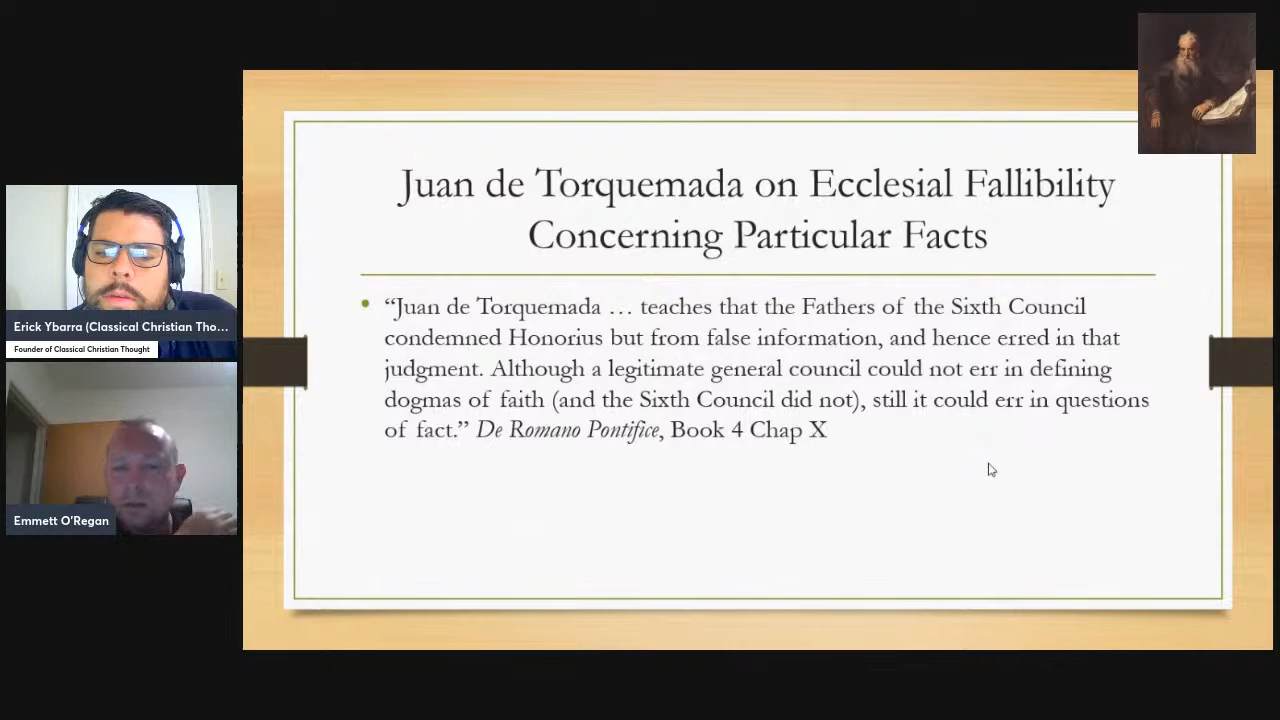 Juan de Torquemada on Ecclesial Fallibility
Concerning Particular Facts
• “Juan de Torquemada … teaches that the Fathers of the Sixth Council
condemned Honorius but from false information, and hence erred in that
judgment. Although a legitimate general council could not err in defining
dogmas of faith (and the Sixth Council did not), still it could err in questions
of fact.” De Romano Pontifice, Book 4 Chap X
Erick Ybarra (Classical Christian Tho...
Founder of Classical Christian Thought
Emmett O’Regan